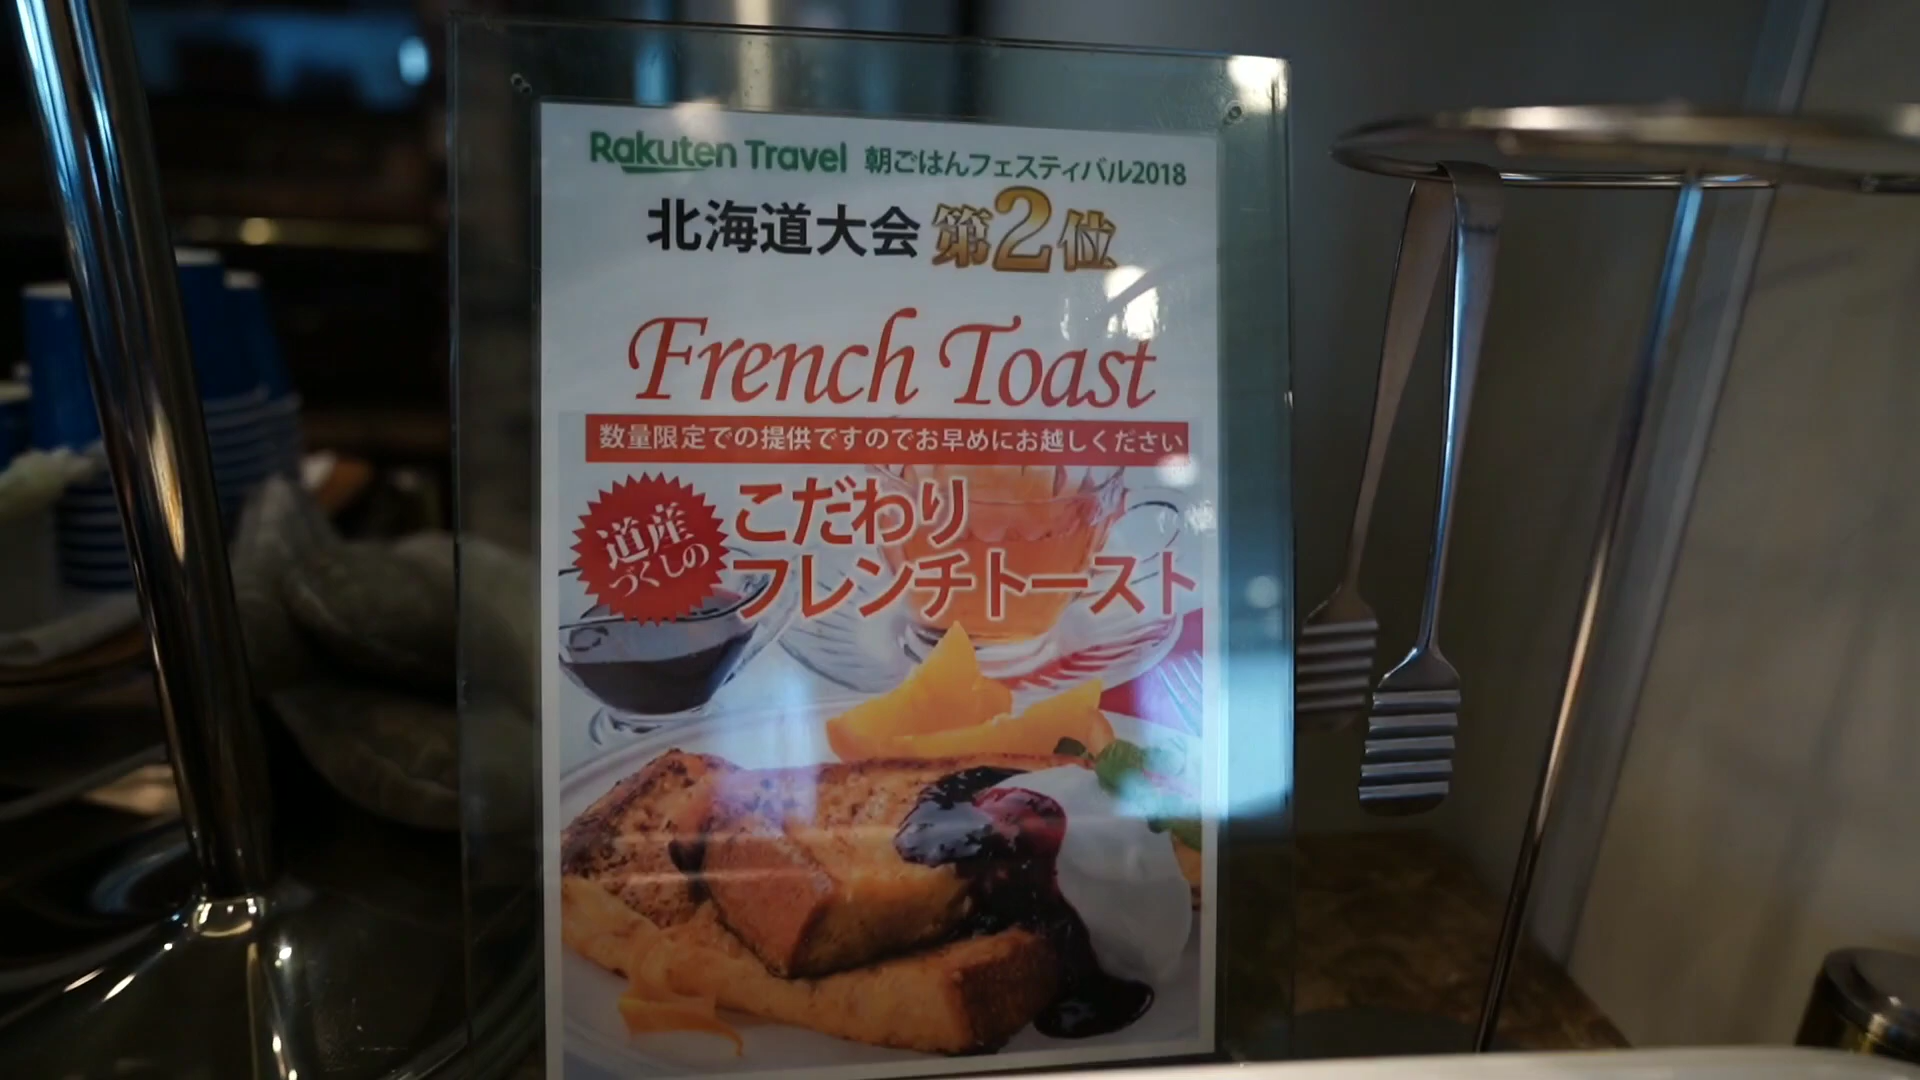 Rakuten Travel 朝ごはんフェスティバル2018
北海道大会 第2位
French Toast
数量限定での提供ですのでお早めにお越しください
道産
づくしの
こだわり
フレンチトースト